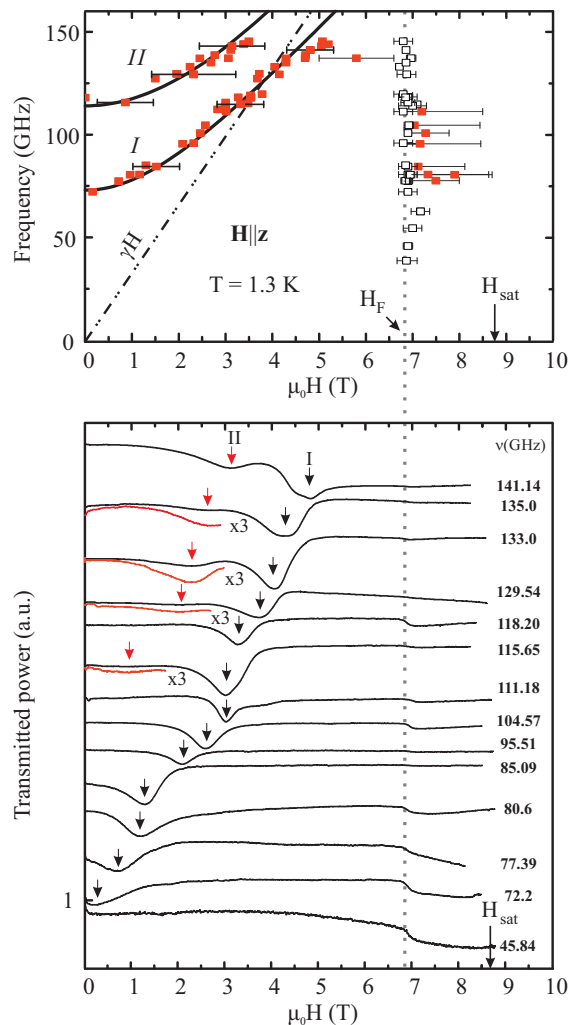 150
100
50
0
Frequency (GHz)
II
I
γH
H||z
T = 1.3 K
H_F
H_sat
0 1 2 3 4 5 6 7 8 9 10
μ₀H (T)
ν(GHz)
II
I
141.14
135.0
x3
133.0
x3
129.54
x3
118.20
115.65
x3
111.18
104.57
95.51
85.09
80.6
77.39
72.2
1
H_sat
45.84
Transmitted power (a.u.)
0 1 2 3 4 5 6 7 8 9 10
μ₀H (T)